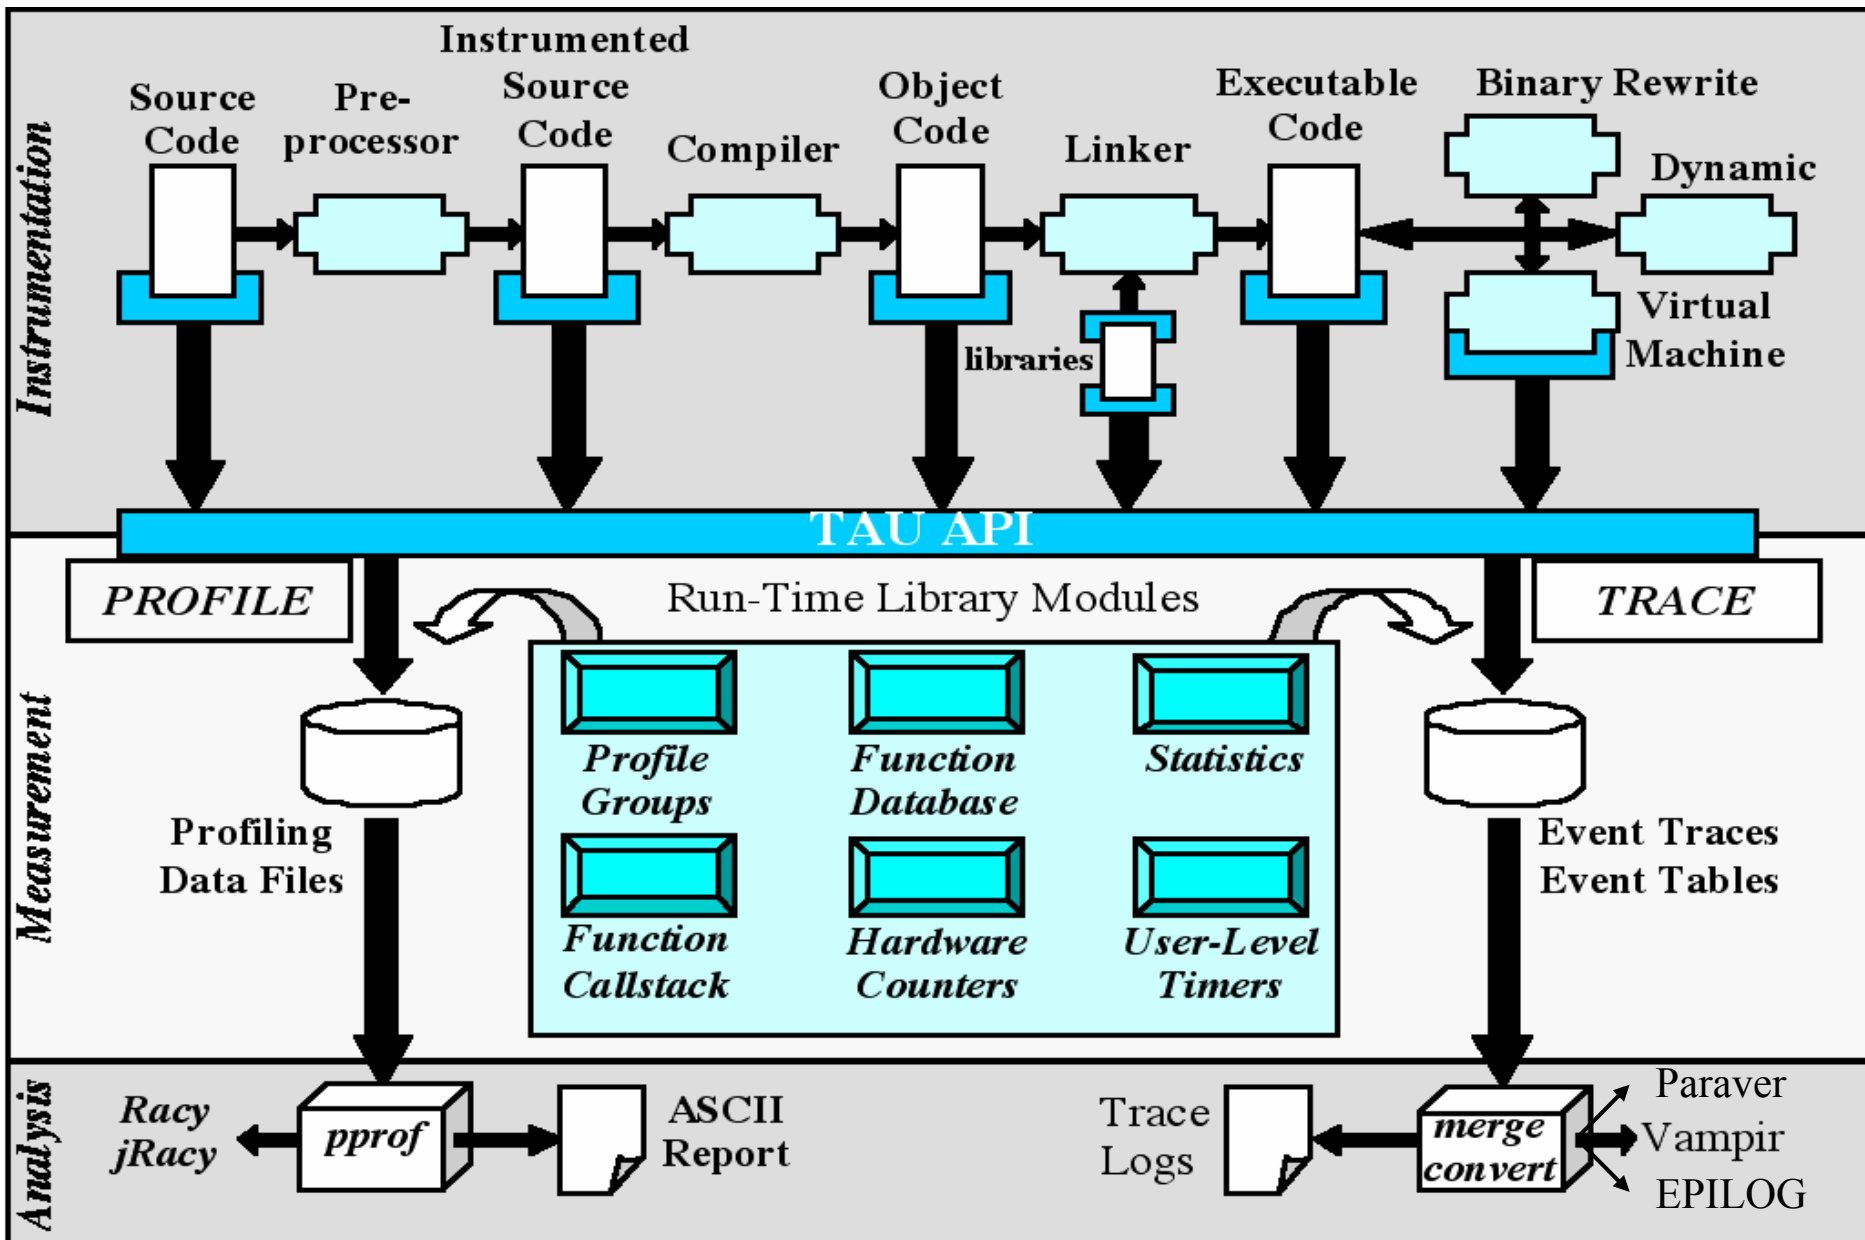 Instrumentation
Source
Code
Pre-
processor
Instrumented
Source
Code
Compiler
Object
Code
Linker
libraries
Executable
Code
Binary Rewrite
Dynamic
Virtual
Machine
TAU API
Measurement
PROFILE
Run-Time Library Modules
TRACE
Profile
Groups
Function
Database
Statistics
Function
Callstack
Hardware
Counters
User-Level
Timers
Profiling
Data Files
Event Traces
Event Tables
Analysis
Racy
jRacy
pprof
ASCII
Report
Trace
Logs
merge
convert
Paraver
Vampir
EPILOG